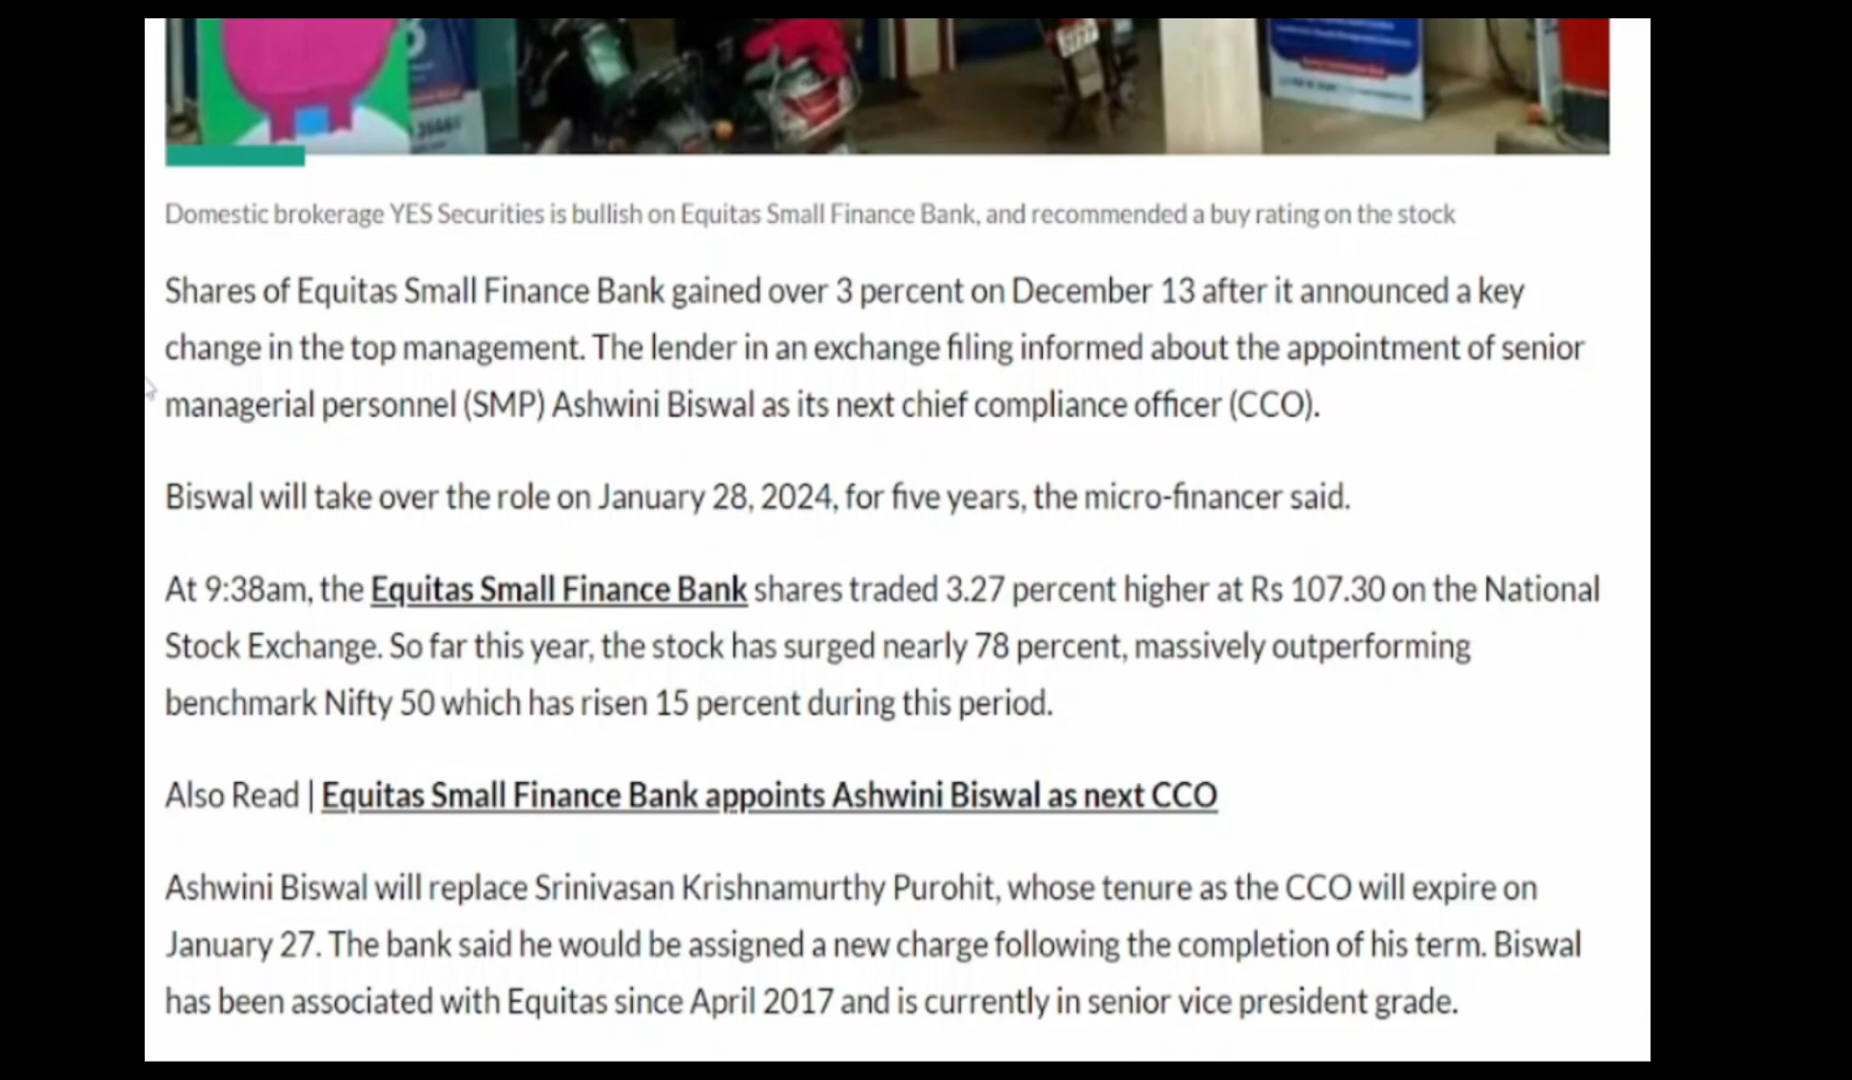 Domestic brokerage YES Securities is bullish on Equitas Small Finance Bank, and recommended a buy rating on the stock
Shares of Equitas Small Finance Bank gained over 3 percent on December 13 after it announced a key
change in the top management. The lender in an exchange filing informed about the appointment of senior
managerial personnel (SMP) Ashwini Biswal as its next chief compliance officer (CCO).
Biswal will take over the role on January 28, 2024, for five years, the micro-financer said.
At 9:38am, the Equitas Small Finance Bank shares traded 3.27 percent higher at Rs 107.30 on the National
Stock Exchange. So far this year, the stock has surged nearly 78 percent, massively outperforming
benchmark Nifty 50 which has risen 15 percent during this period.
Also Read | Equitas Small Finance Bank appoints Ashwini Biswal as next CCO
Ashwini Biswal will replace Srinivasan Krishnamurthy Purohit, whose tenure as the CCO will expire on
January 27. The bank said he would be assigned a new charge following the completion of his term. Biswal
has been associated with Equitas since April 2017 and is currently in senior vice president grade.